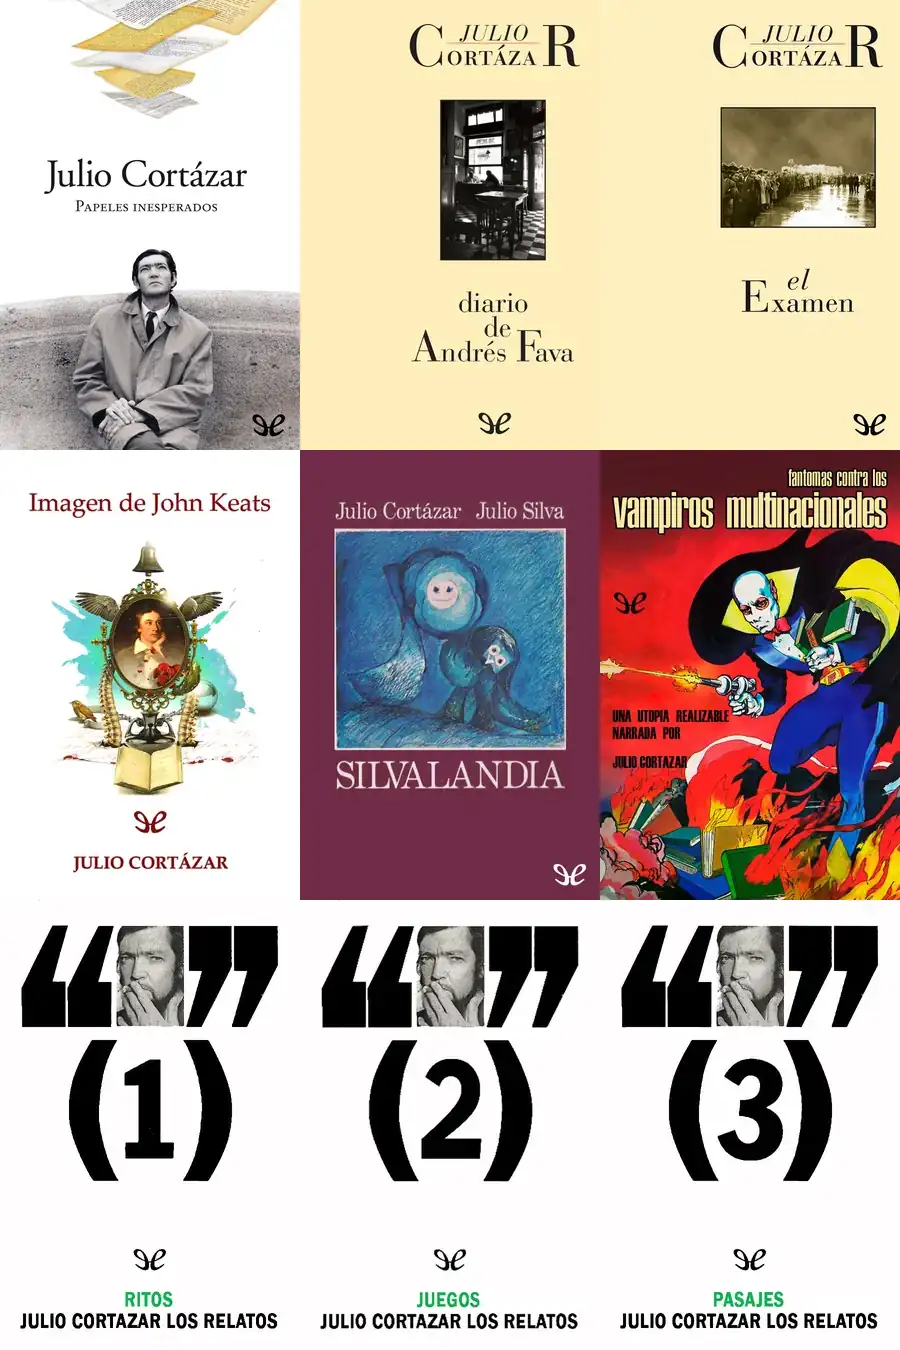 Julio Cortázar
PAPELES INESPERADOS
JULIO
CORTÁZAR
diario
de
Andrés Fava
JULIO
CORTÁZAR
el
Examen
Imagen de John Keats
JULIO CORTÁZAR
Julio Cortázar Julio Silva
SILVALANDIA
fantomas contra los
vampiros multinacionales
UNA UTOPIA REALIZABLE
NARRADA POR
JULIO CORTAZAR
“ ”
(1)
RITOS
JULIO CORTAZAR LOS RELATOS
“ ”
(2)
JUEGOS
JULIO CORTAZAR LOS RELATOS
“ ”
(3)
PASAJES
JULIO CORTAZAR LOS RELATOS